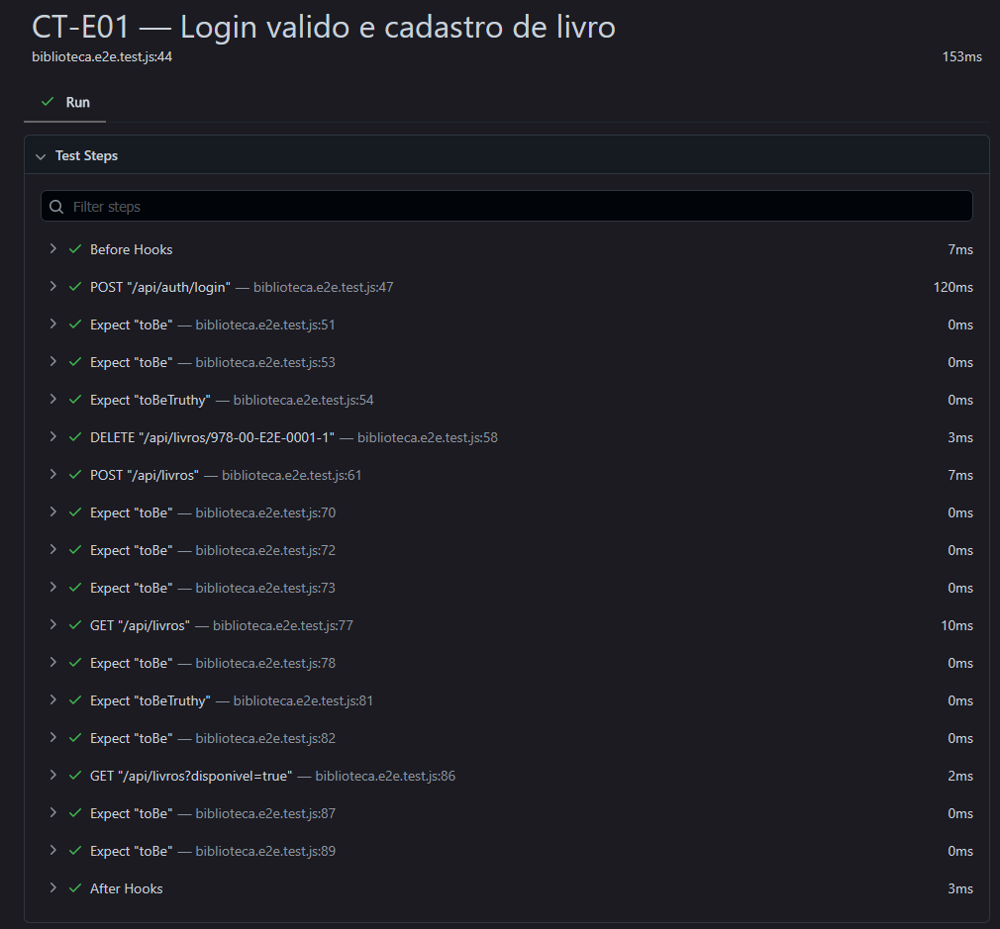 CT-E01 — Login valido e cadastro de livro
biblioteca.e2e.test.js:44 153ms
Run
Test Steps
Filter steps
Before Hooks 7ms
POST "/api/auth/login" — biblioteca.e2e.test.js:47 120ms
Expect "toBe" — biblioteca.e2e.test.js:51 0ms
Expect "toBe" — biblioteca.e2e.test.js:53 0ms
Expect "toBeTruthy" — biblioteca.e2e.test.js:54 0ms
DELETE "/api/livros/978-00-E2E-0001-1" — biblioteca.e2e.test.js:58 3ms
POST "/api/livros" — biblioteca.e2e.test.js:61 7ms
Expect "toBe" — biblioteca.e2e.test.js:70 0ms
Expect "toBe" — biblioteca.e2e.test.js:72 0ms
Expect "toBe" — biblioteca.e2e.test.js:73 0ms
GET "/api/livros" — biblioteca.e2e.test.js:77 10ms
Expect "toBe" — biblioteca.e2e.test.js:78 0ms
Expect "toBeTruthy" — biblioteca.e2e.test.js:81 0ms
Expect "toBe" — biblioteca.e2e.test.js:82 0ms
GET "/api/livros?disponivel=true" — biblioteca.e2e.test.js:86 2ms
Expect "toBe" — biblioteca.e2e.test.js:87 0ms
Expect "toBe" — biblioteca.e2e.test.js:89 0ms
After Hooks 3ms